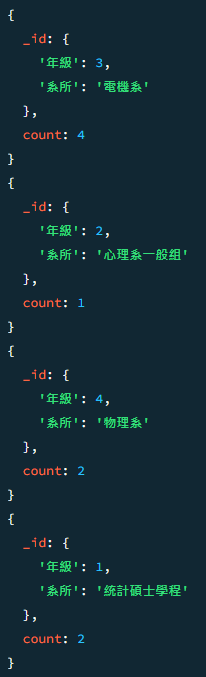 {
  _id: {
    '年級': 3,
    '系所': '電機系'
  },
  count: 4
}
{
  _id: {
    '年級': 2,
    '系所': '心理系一般組'
  },
  count: 1
}
{
  _id: {
    '年級': 4,
    '系所': '物理系'
  },
  count: 2
}
{
  _id: {
    '年級': 1,
    '系所': '統計碩士學程'
  },
  count: 2
}